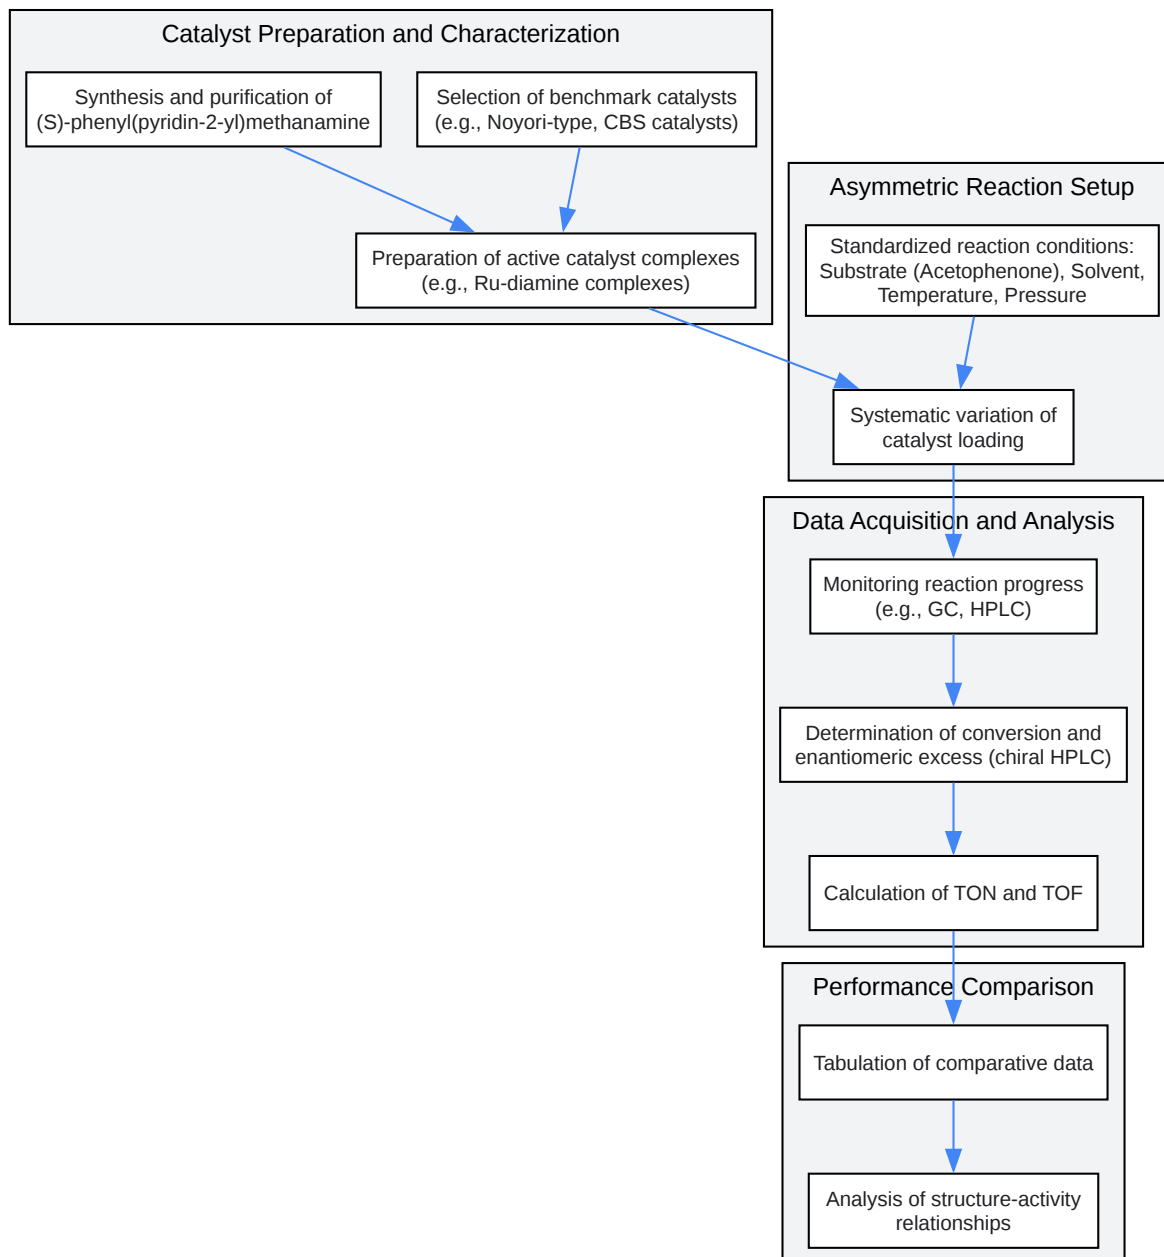 Catalyst Preparation and Characterization
Synthesis and purification of
(S)-phenyl(pyridin-2-yl)methanamine
Selection of benchmark catalysts
(e.g., Noyori-type, CBS catalysts)
Preparation of active catalyst complexes
(e.g., Ru-diamine complexes)
Asymmetric Reaction Setup
Standardized reaction conditions:
Substrate (Acetophenone), Solvent,
Temperature, Pressure
Systematic variation of
catalyst loading
Data Acquisition and Analysis
Monitoring reaction progress
(e.g., GC, HPLC)
Determination of conversion and
enantiomeric excess (chiral HPLC)
Calculation of TON and TOF
Performance Comparison
Tabulation of comparative data
Analysis of structure-activity
relationships